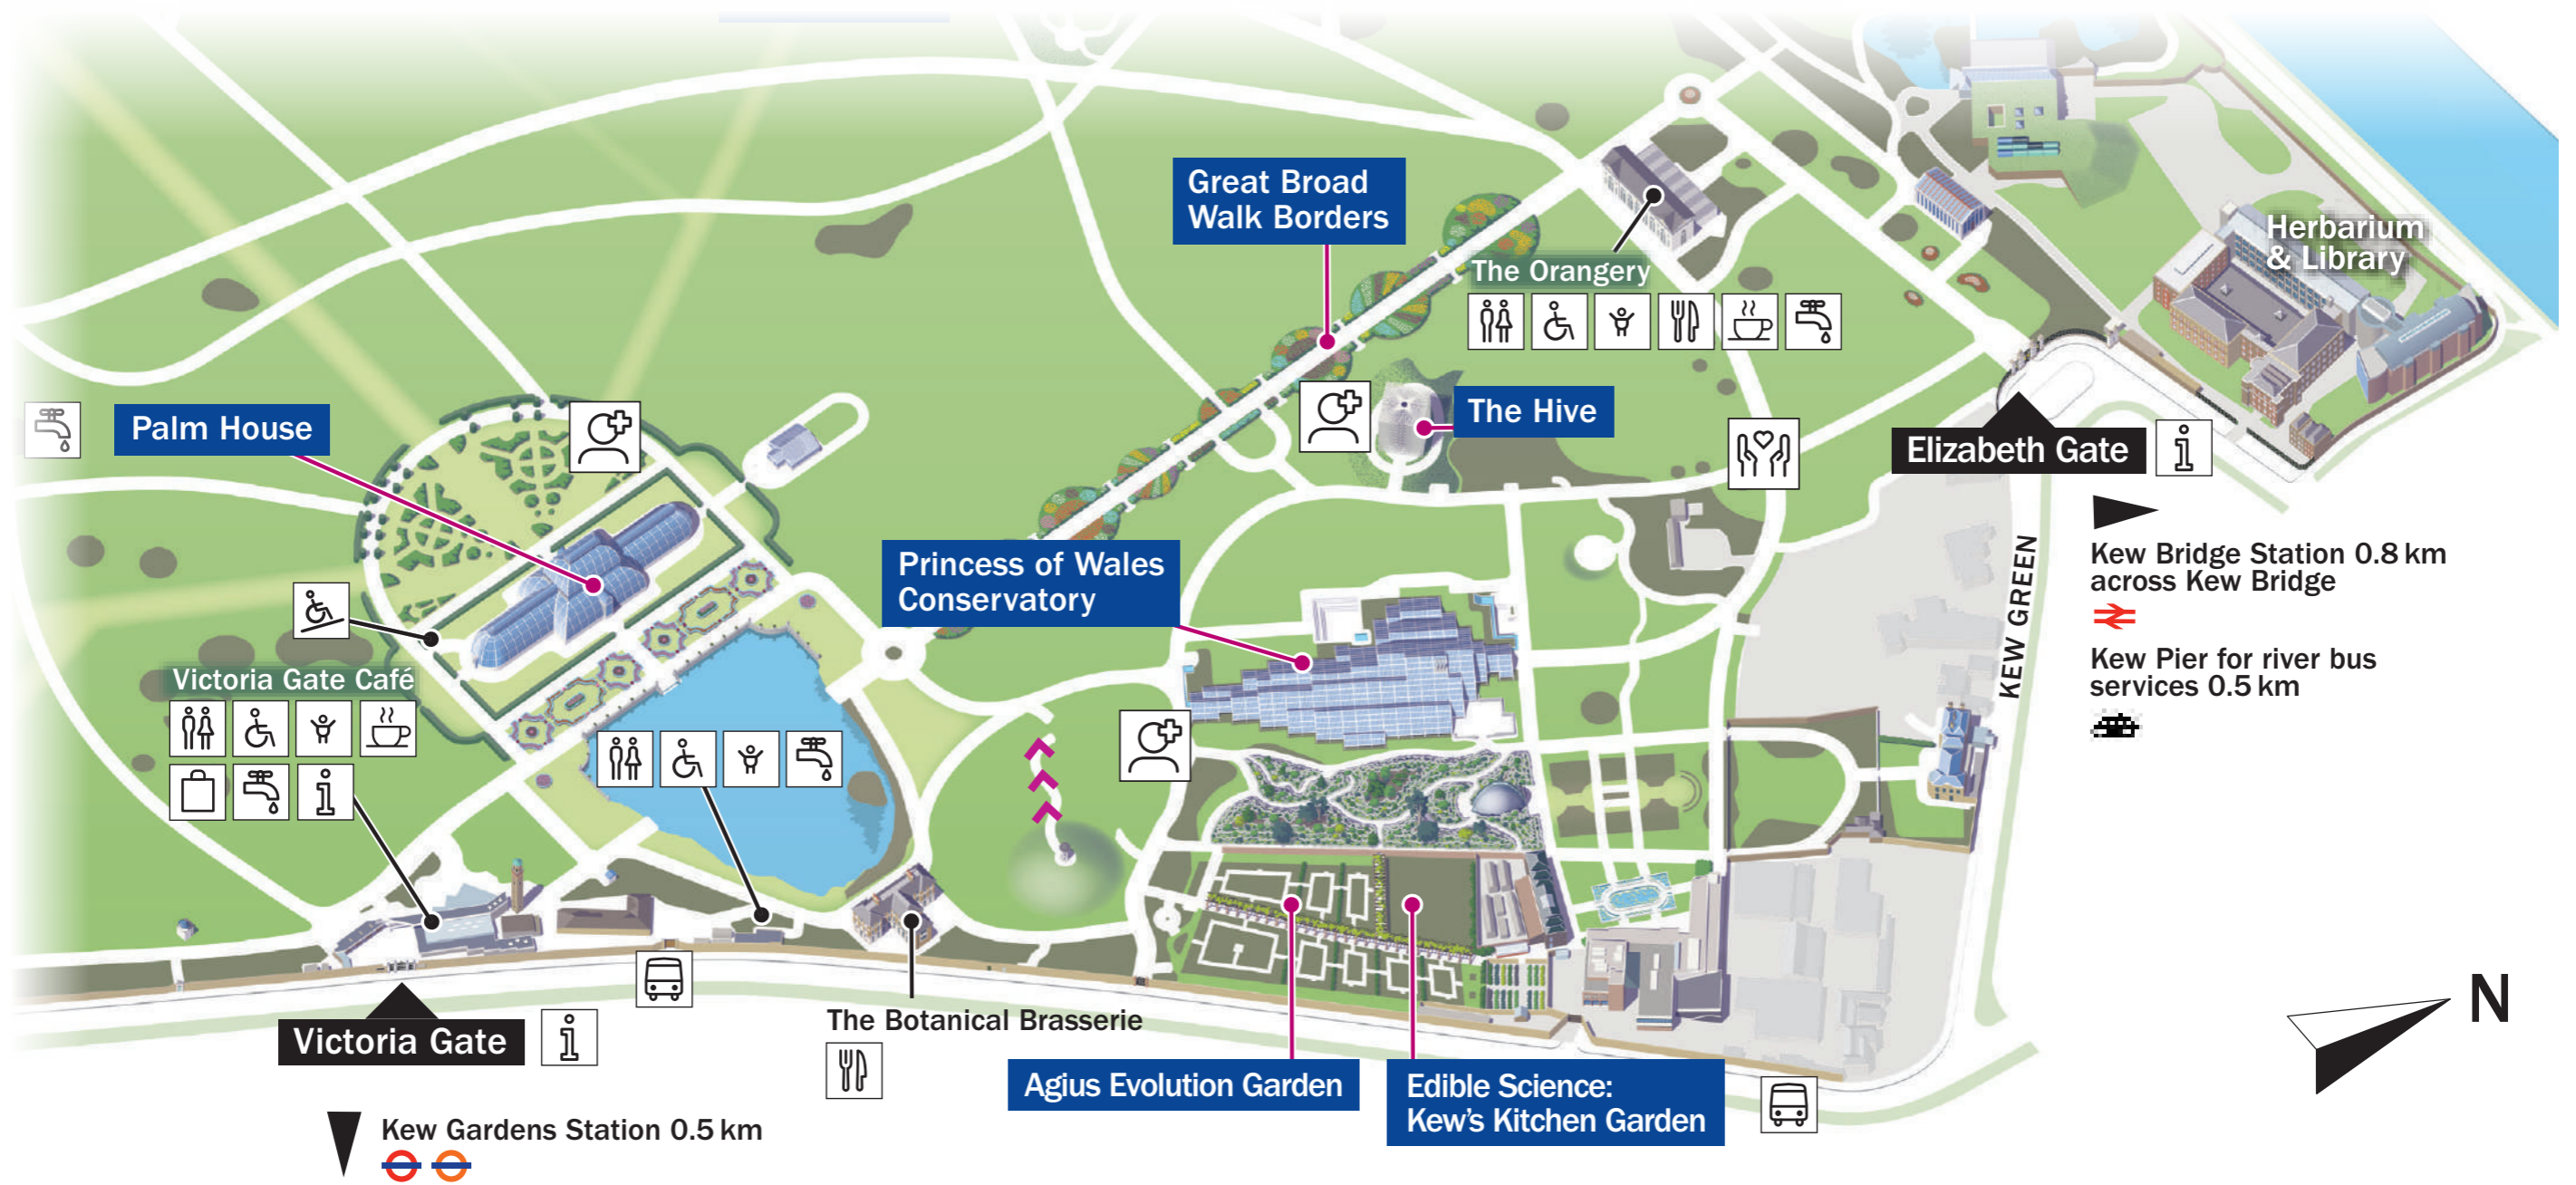 Great Broad
Walk Borders
Herbarium
& Library
The Orangery
Palm House
The Hive
Elizabeth Gate
Princess of Wales
Conservatory
KEW GREEN
Kew Bridge Station 0.8 km
across Kew Bridge
Kew Pier for river bus
services 0.5 km
Victoria Gate Café
Victoria Gate
The Botanical Brasserie
Agius Evolution Garden
Edible Science:
Kew's Kitchen Garden
N
Kew Gardens Station 0.5 km